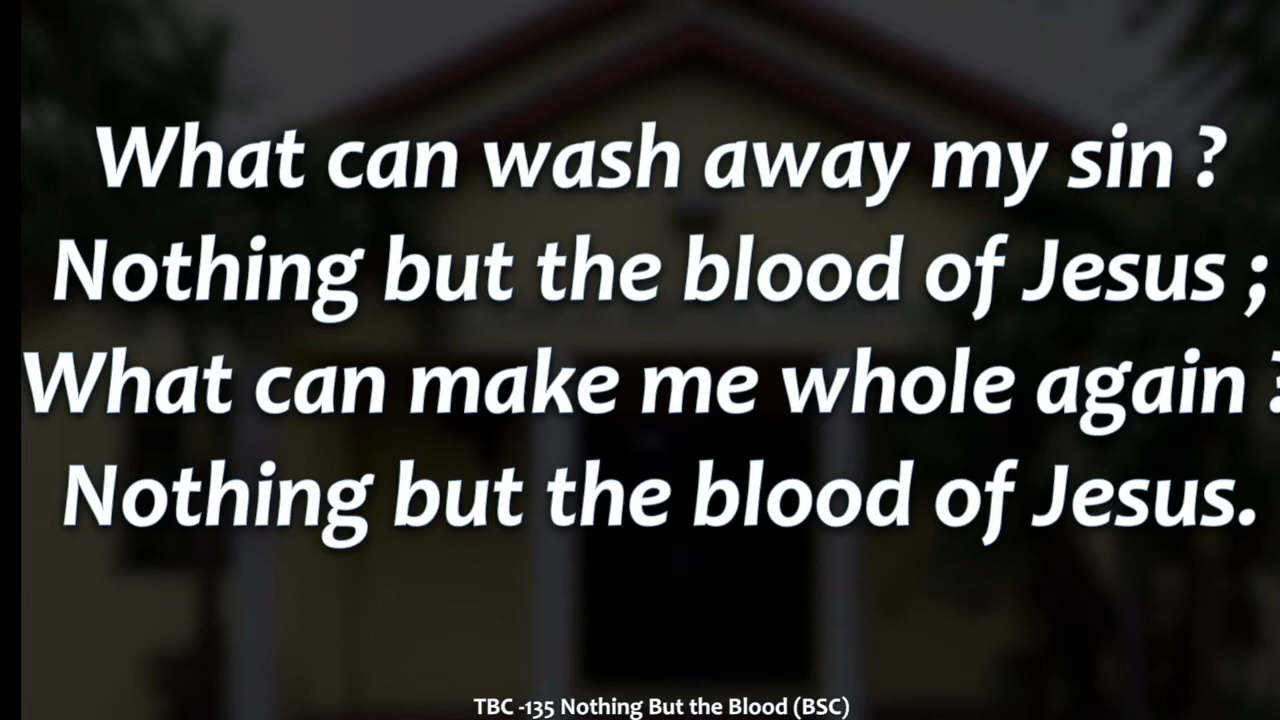 What can wash away my sin ?
Nothing but the blood of Jesus ;
What can make me whole again ?
Nothing but the blood of Jesus.
TBC -135 Nothing But the Blood (BSC)